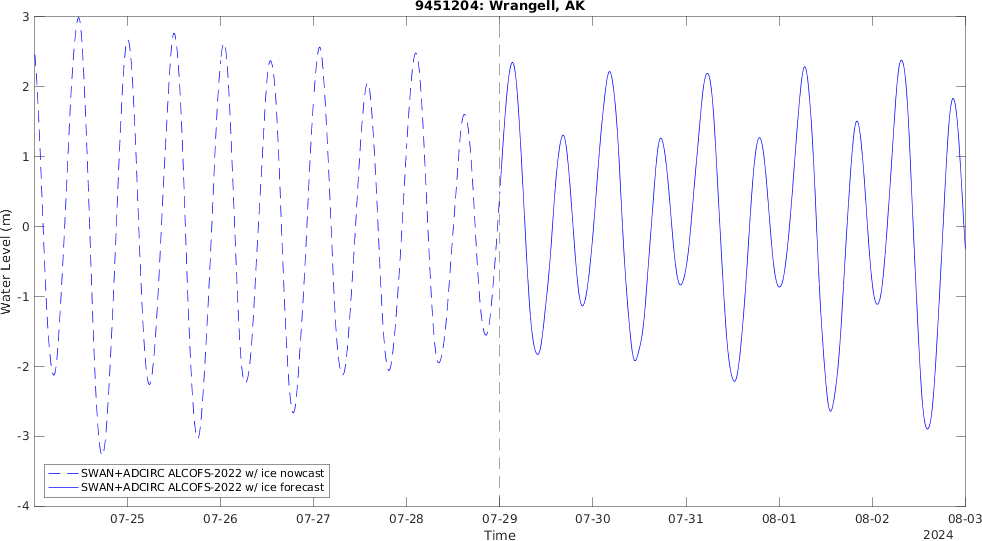 9451204: Wrangell, AK
3
2
1
0
-1
-2
-3
-4
Water Level (m)
SWAN+ADCIRC ALCOFS-2022 w/ ice nowcast
SWAN+ADCIRC ALCOFS-2022 w/ ice forecast
07-25 07-26 07-27 07-28 07-29 07-30 07-31 08-01 08-02 08-03
Time
2024